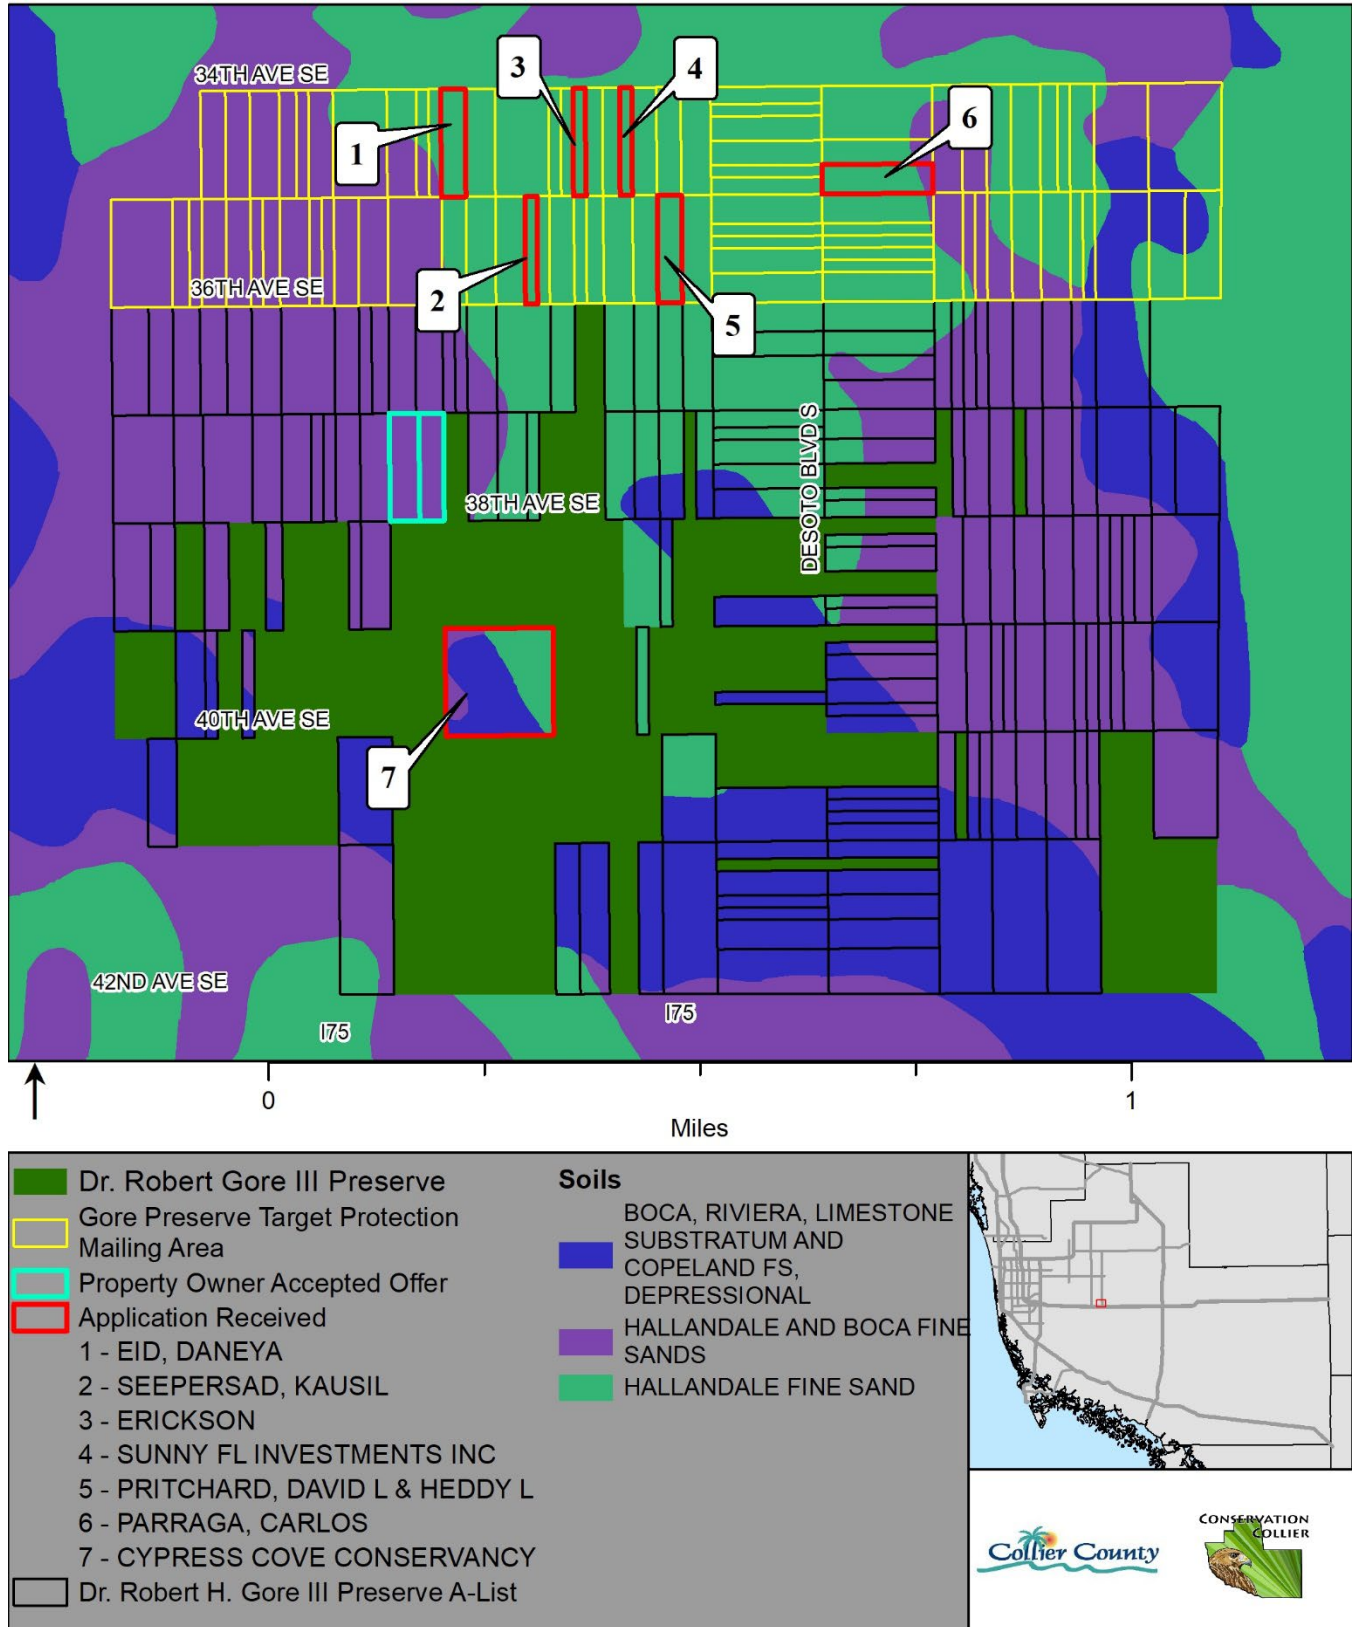 34TH AVE SE
3
4
1
6
36TH AVE SE
2
5
DESOTO BLVD S
38TH AVE SE
40TH AVE SE
7
42ND AVE SE
I75
I75
0
1
Miles
Dr. Robert Gore III Preserve
Gore Preserve Target Protection
Mailing Area
Property Owner Accepted Offer
Application Received
1 - EID, DANEYA
2 - SEEPERSAD, KAUSIL
3 - ERICKSON
4 - SUNNY FL INVESTMENTS INC
5 - PRITCHARD, DAVID L & HEDDY L
6 - PARRAGA, CARLOS
7 - CYPRESS COVE CONSERVANCY
Dr. Robert H. Gore III Preserve A-List
Soils
BOCA, RIVIERA, LIMESTONE
SUBSTRATUM AND
COPELAND FS,
DEPRESSIONAL
HALLANDALE AND BOCA FINE
SANDS
HALLANDALE FINE SAND
Collier County
CONSERVATION
COLLIER